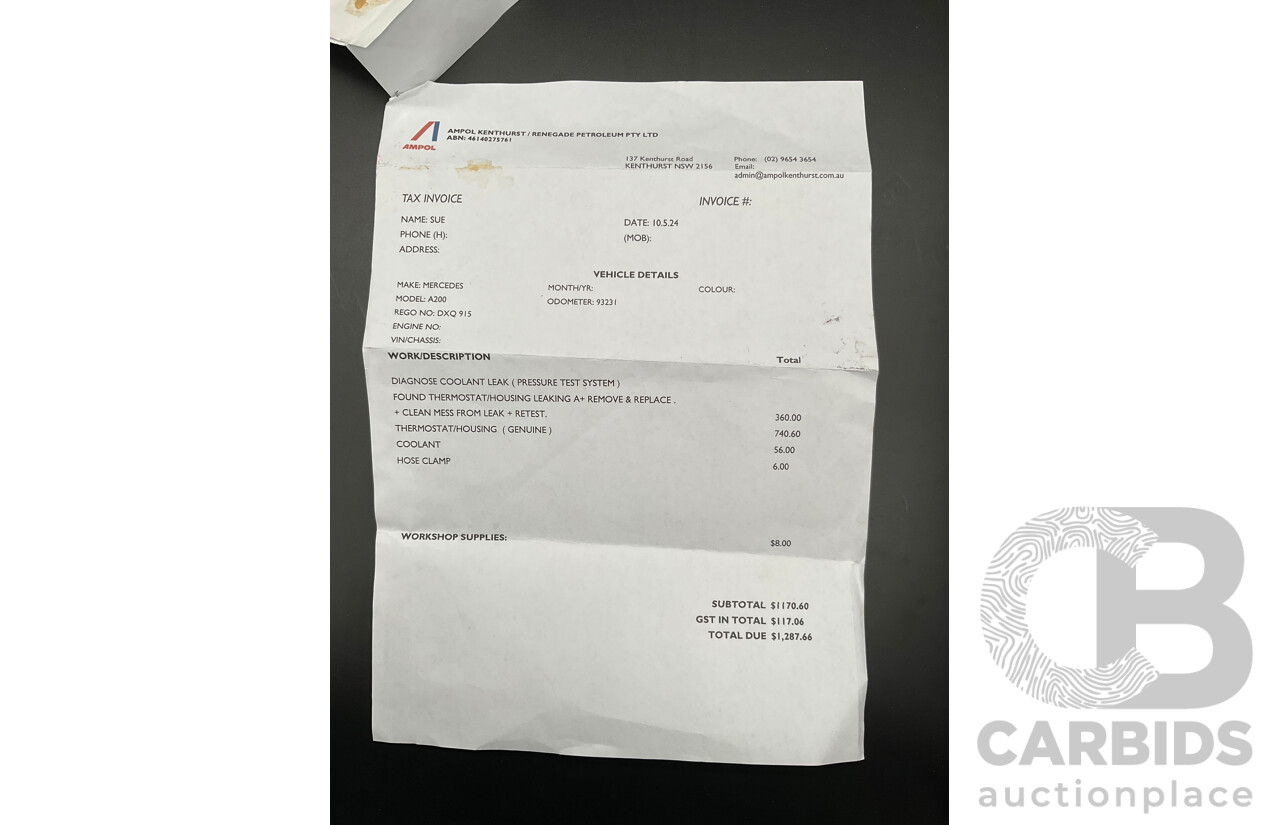 AMPOL KENTHURST / RENEGADE PETROLEUM PTY LTD
ABN: 46140275761
AMPOL
137 Kenthurst Road
KENTHURST NSW 2156
Phone: (02) 9654 3654
Email:
admin@ampolkenthurst.com.au
TAX INVOICE
INVOICE #:
NAME: SUE
DATE: 10.5.24
PHONE (H):
(MOB):
ADDRESS:
VEHICLE DETAILS
MAKE: MERCEDES
MONTH/YR:
COLOUR:
MODEL: A200
ODOMETER: 93231
REGO NO: DXQ 915
ENGINE NO:
VIN/CHASSIS:
WORK/DESCRIPTION
Total
DIAGNOSE COOLANT LEAK ( PRESSURE TEST SYSTEM )
FOUND THERMOSTAT/HOUSING LEAKING A+ REMOVE & REPLACE .
+ CLEAN MESS FROM LEAK + RETEST.
360.00
THERMOSTAT/HOUSING ( GENUINE )
740.60
COOLANT
56.00
HOSE CLAMP
6.00
WORKSHOP SUPPLIES:
$8.00
SUBTOTAL $1170.60
GST IN TOTAL $117.06
TOTAL DUE $1,287.66
CB
CARBIDS
auctionplace